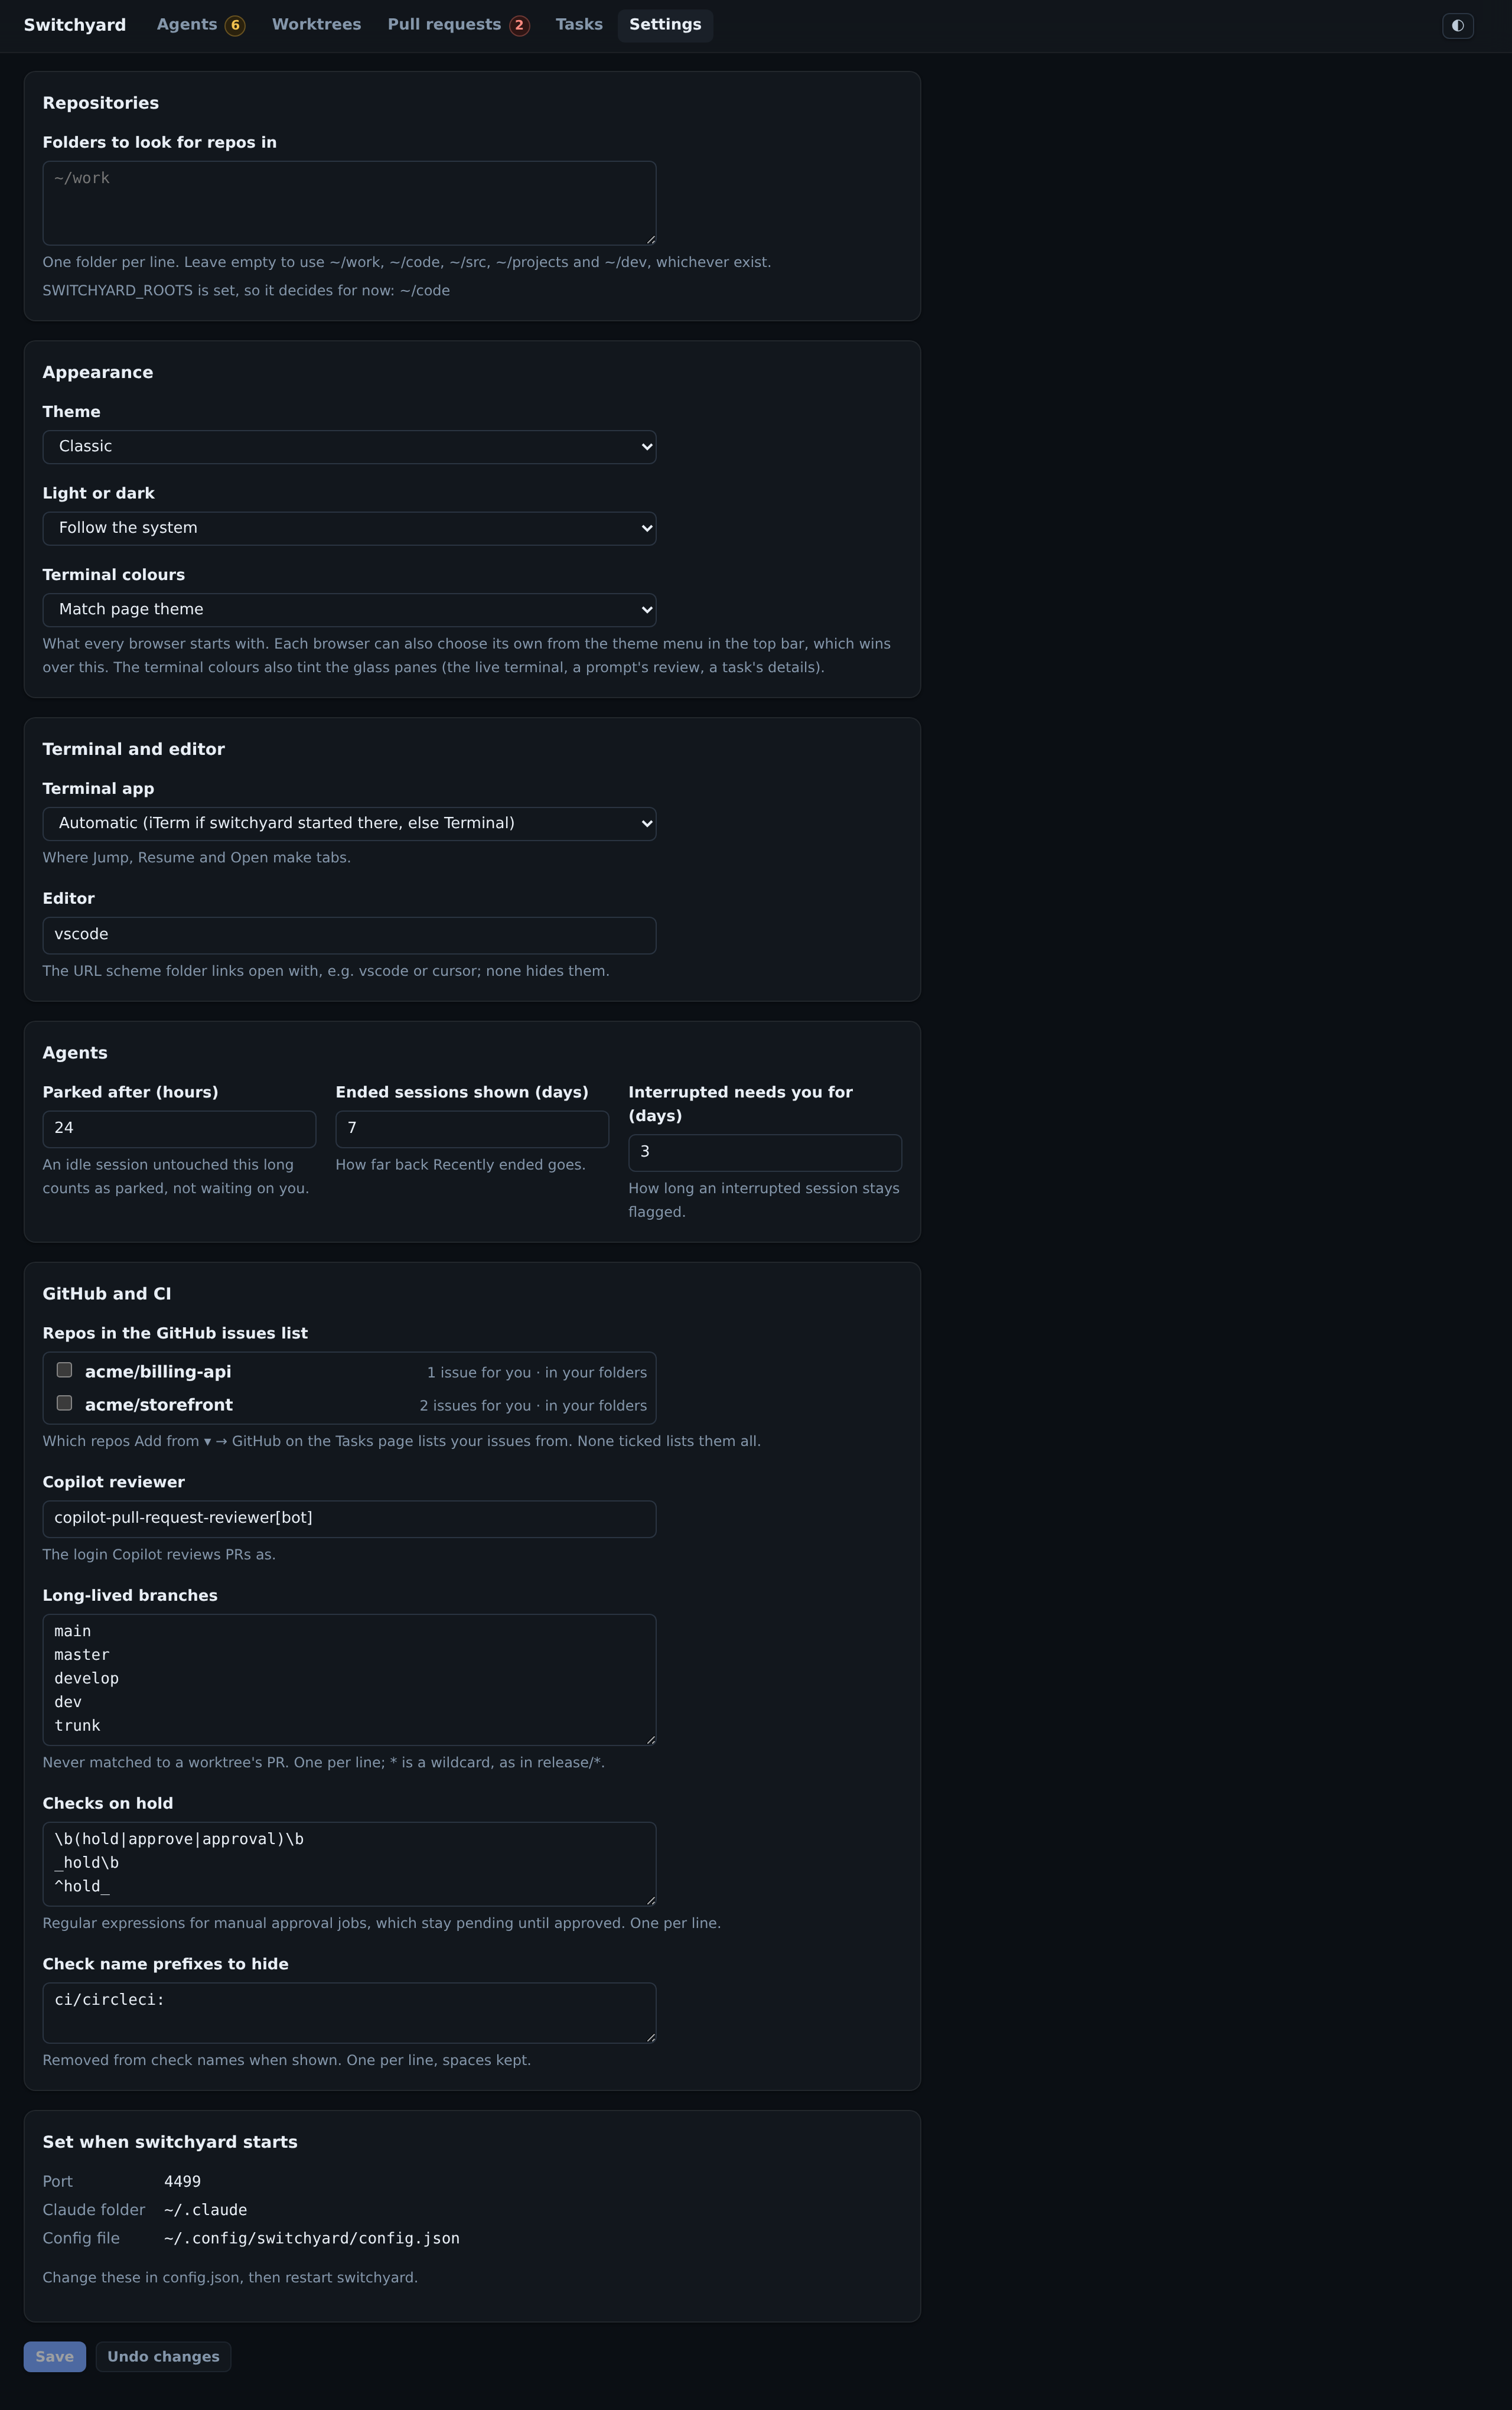 Switchyard Agents 6 Worktrees Pull requests 2 Tasks Settings
Repositories
Folders to look for repos in
~/work
One folder per line. Leave empty to use ~/work, ~/code, ~/src, ~/projects and ~/dev, whichever exist.
SWITCHYARD_ROOTS is set, so it decides for now: ~/code
Appearance
Theme
Classic
Light or dark
Follow the system
Terminal colours
Match page theme
What every browser starts with. Each browser can also choose its own from the theme menu in the top bar, which wins
over this. The terminal colours also tint the glass panes (the live terminal, a prompt's review, a task's details).
Terminal and editor
Terminal app
Automatic (iTerm if switchyard started there, else Terminal)
Where Jump, Resume and Open make tabs.
Editor
vscode
The URL scheme folder links open with, e.g. vscode or cursor; none hides them.
Agents
Parked after (hours)
24
An idle session untouched this long
counts as parked, not waiting on you.
Ended sessions shown (days)
7
How far back Recently ended goes.
Interrupted needs you for
(days)
3
How long an interrupted session stays
flagged.
GitHub and CI
Repos in the GitHub issues list
acme/billing-api 1 issue for you · in your folders
acme/storefront 2 issues for you · in your folders
Which repos Add from ▾ → GitHub on the Tasks page lists your issues from. None ticked lists them all.
Copilot reviewer
copilot-pull-request-reviewer[bot]
The login Copilot reviews PRs as.
Long-lived branches
main
master
develop
dev
trunk
Never matched to a worktree's PR. One per line; * is a wildcard, as in release/*.
Checks on hold
\b(hold|approve|approval)\b
_hold\b
^hold_
Regular expressions for manual approval jobs, which stay pending until approved. One per line.
Check name prefixes to hide
ci/circleci:
Removed from check names when shown. One per line, spaces kept.
Set when switchyard starts
Port 4499
Claude folder ~/.claude
Config file ~/.config/switchyard/config.json
Change these in config.json, then restart switchyard.
Save Undo changes